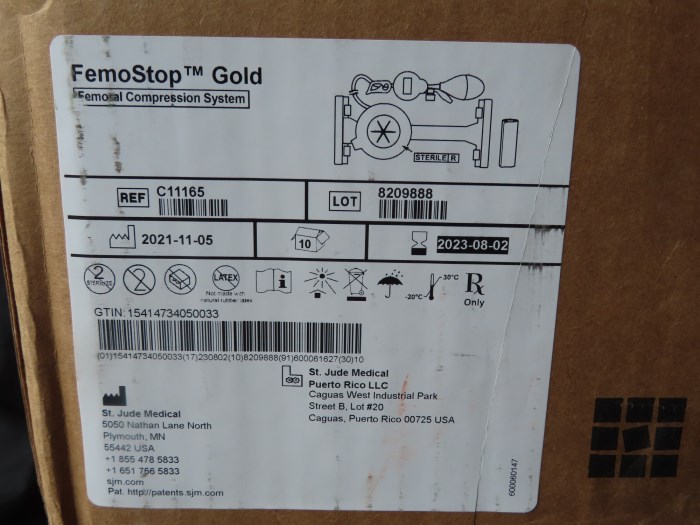 FemoStop™ Gold
Femoral Compression System
STERILE R
REF C11165
LOT 8209888
2021-11-05
10
2023-08-02
2
STERILIZE
2
LATEX
Not made with
natural rubber latex
i
-20°C
30°C
Rx
Only
GTIN: 15414734050033
(01)15414734050033(17)230802(10)8209888(91)600061627(30)10
St. Jude Medical
5050 Nathan Lane North
Plymouth, MN
55442 USA
+1 855 478 5833
+1 651 756 5833
sjm.com
Pat. http://patents.sjm.com
St. Jude Medical
Puerto Rico LLC
Caguas West Industrial Park
Street B, Lot #20
Caguas, Puerto Rico 00725 USA
600060147